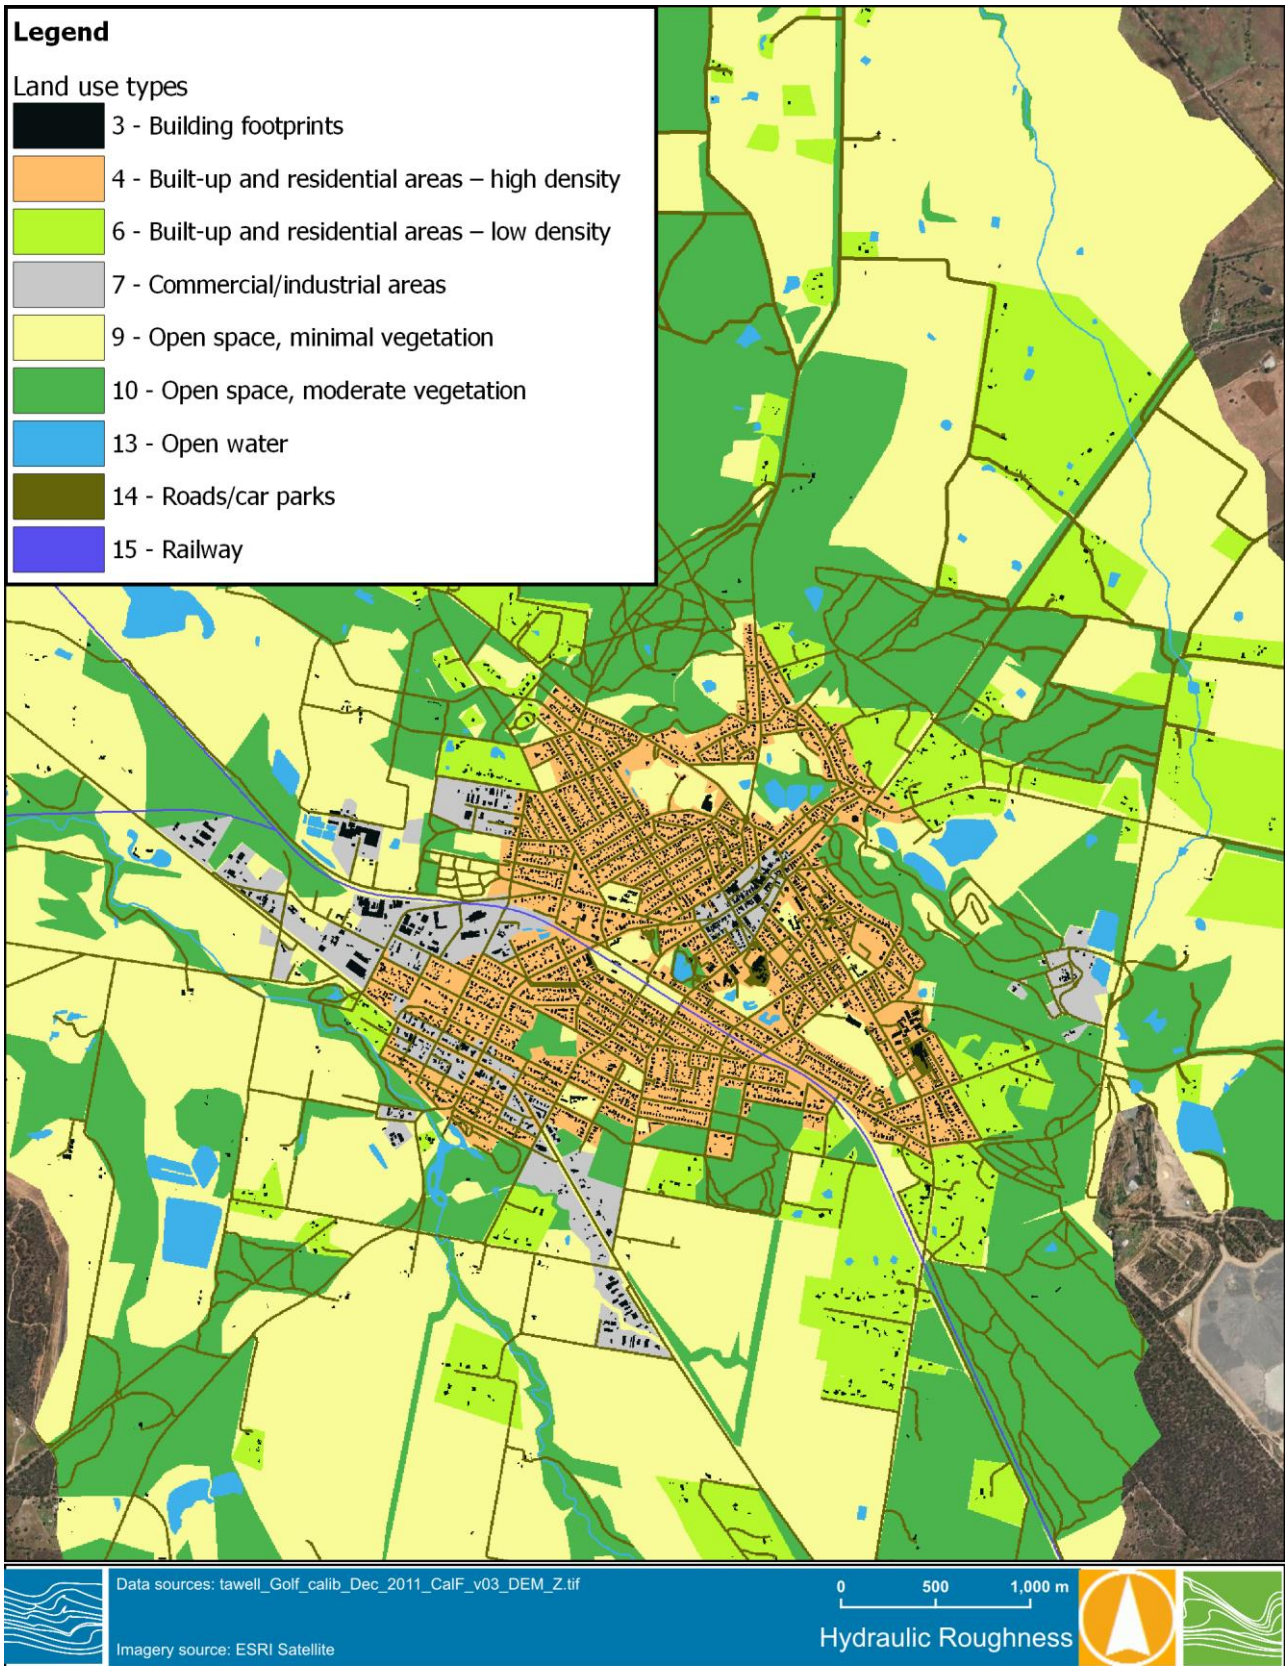 Legend
Land use types
3 - Building footprints
4 - Built-up and residential areas – high density
6 - Built-up and residential areas – low density
7 - Commercial/industrial areas
9 - Open space, minimal vegetation
10 - Open space, moderate vegetation
13 - Open water
14 - Roads/car parks
15 - Railway
Data sources: tawell_Golf_calib_Dec_2011_CalF_v03_DEM_Z.tif
Imagery source: ESRI Satellite
0 500 1,000 m
Hydraulic Roughness